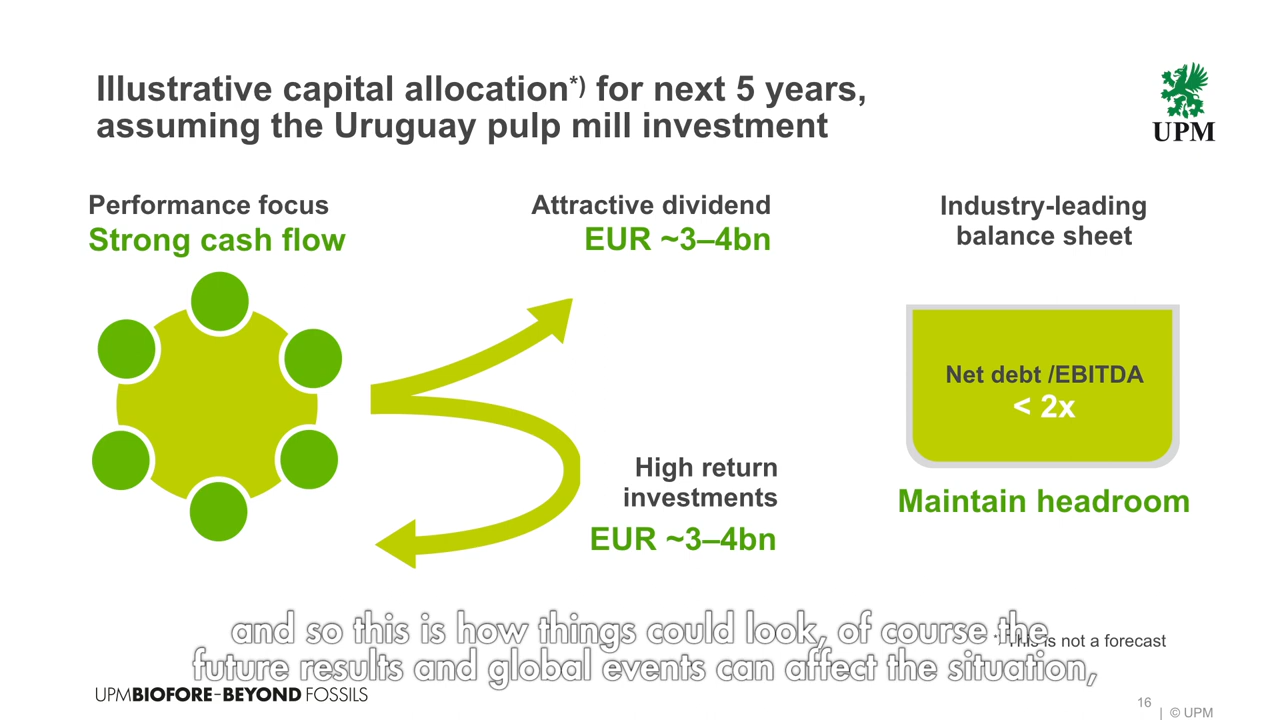 Illustrative capital allocation*) for next 5 years,
assuming the Uruguay pulp mill investment
UPM
Performance focus
Strong cash flow
Attractive dividend
EUR ~3–4bn
Industry-leading
balance sheet
Net debt /EBITDA
< 2x
High return
investments
EUR ~3–4bn
Maintain headroom
and so this is how things could look, of course the
future results and global events can affect the situation,
*) This is not a forecast
UPMBIOFORE–BEYOND FOSSILS
16
| © UPM